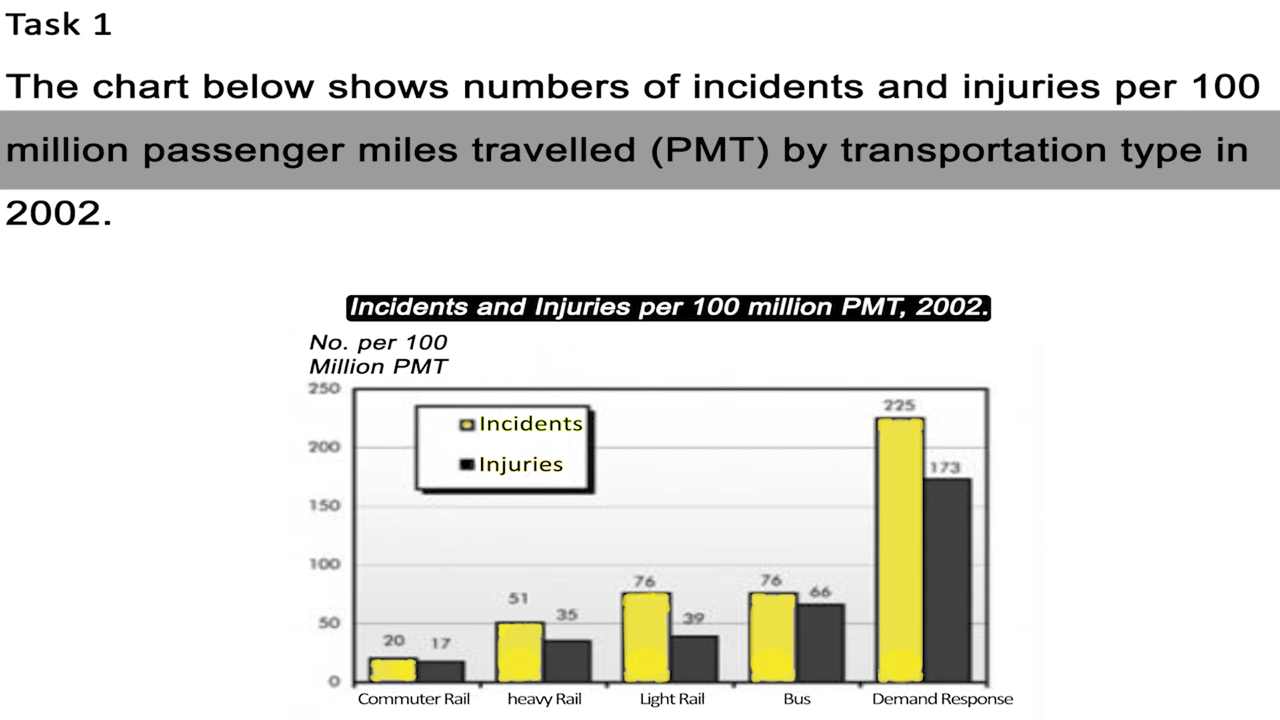 Task 1
The chart below shows numbers of incidents and injuries per 100
million passenger miles travelled (PMT) by transportation type in
2002.
Incidents and Injuries per 100 million PMT, 2002.
No. per 100
Million PMT
250
200
150
100
50
0
Incidents
Injuries
20
17
51
35
76
39
76
66
225
173
Commuter Rail
heavy Rail
Light Rail
Bus
Demand Response